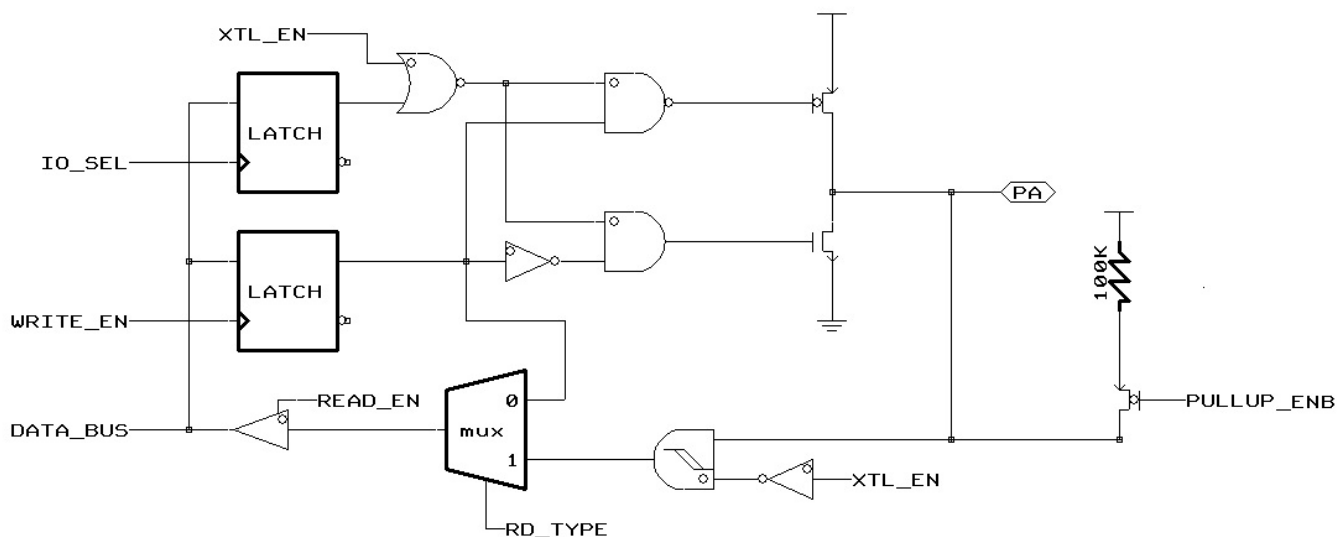 XTL_EN
LATCH
IO_SEL
PA
100K
LATCH
WRITE_EN
READ_EN
0
PULLUP_ENB
DATA_BUS
mux
1
XTL_EN
RD_TYPE